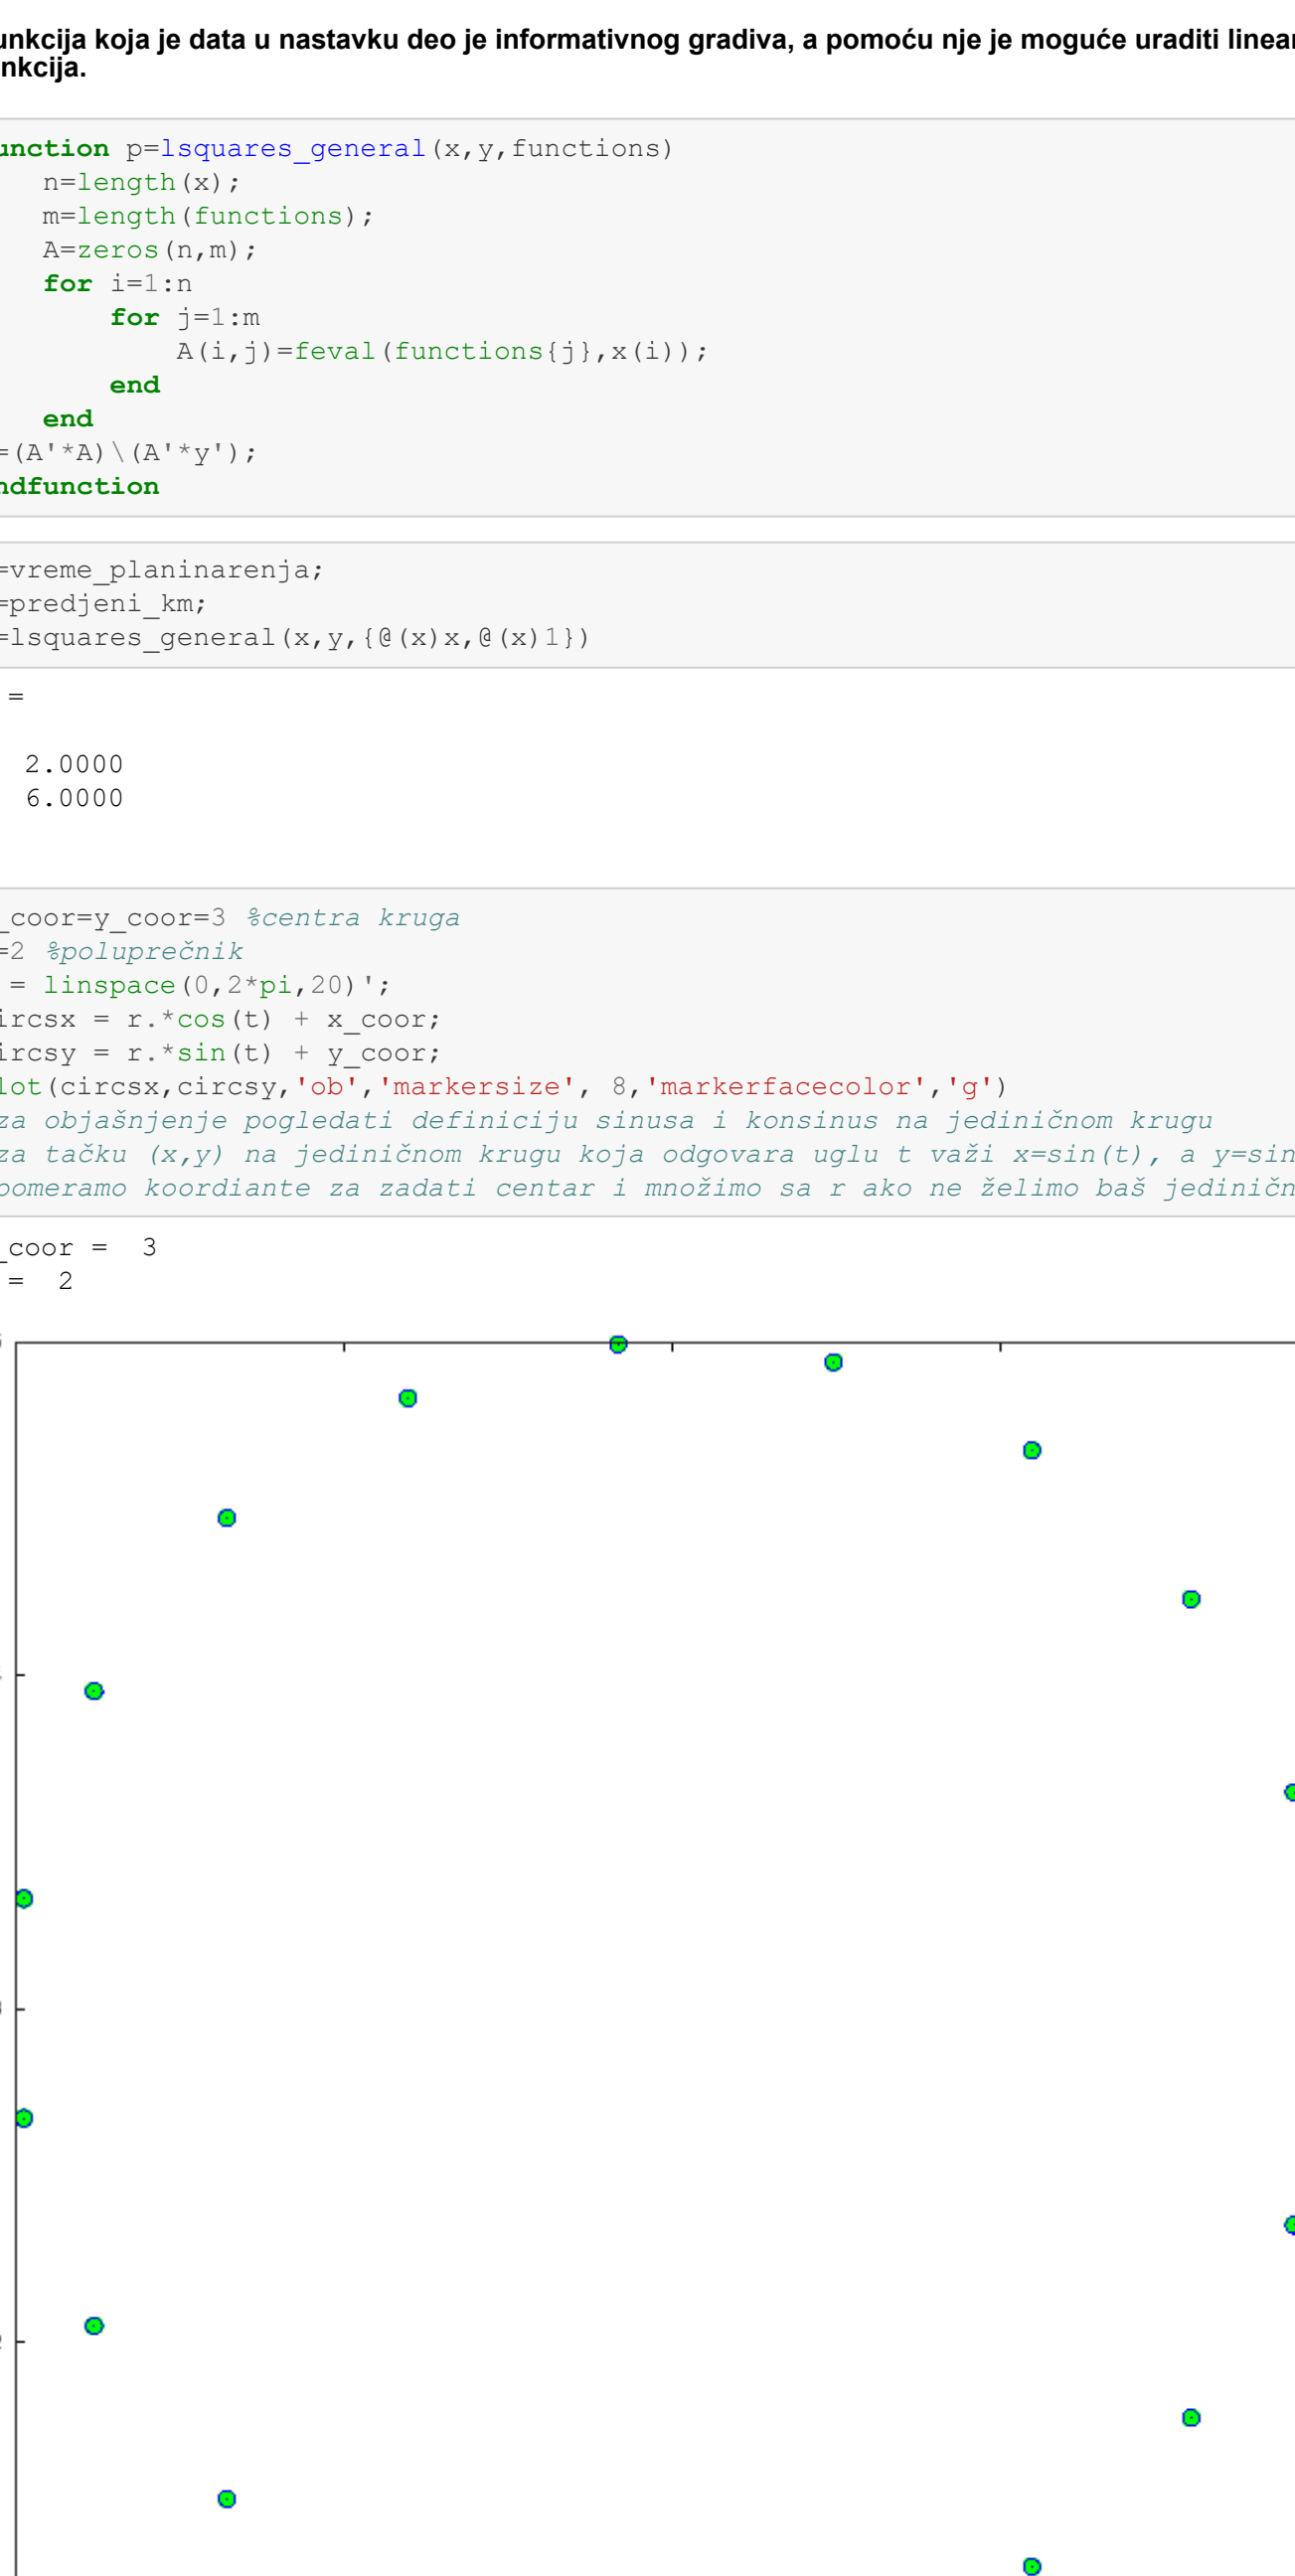 unkcija koja je data u nastavku deo je informativnog gradiva, a pomoću nje je moguće uraditi linear
nkcija.
unction p=lsquares_general(x,y,functions)
n=length(x);
m=length(functions);
A=zeros(n,m);
for i=1:n
for j=1:m
A(i,j)=feval(functions{j},x(i));
end
end
=(A'*A)\(A'*y');
ndfunction
=vreme_planinarenja;
=predjeni_km;
=lsquares_general(x,y,{@(x)x,@(x)1})
=
2.0000
6.0000
_coor=y_coor=3 %centra kruga
=2 %poluprečnik
= linspace(0,2*pi,20)';
ircsx = r.*cos(t) + x_coor;
ircsy = r.*sin(t) + y_coor;
lot(circsx,circsy,'ob','markersize', 8,'markerfacecolor','g')
za objašnjenje pogledati definiciju sinusa i konsinus na jediničnom krugu
za tačku (x,y) na jediničnom krugu koja odgovara uglu t važi x=sin(t), a y=sin
pomeramo koordiante za zadati centar i množimo sa r ako ne želimo baš jediničn
_coor = 3
= 2